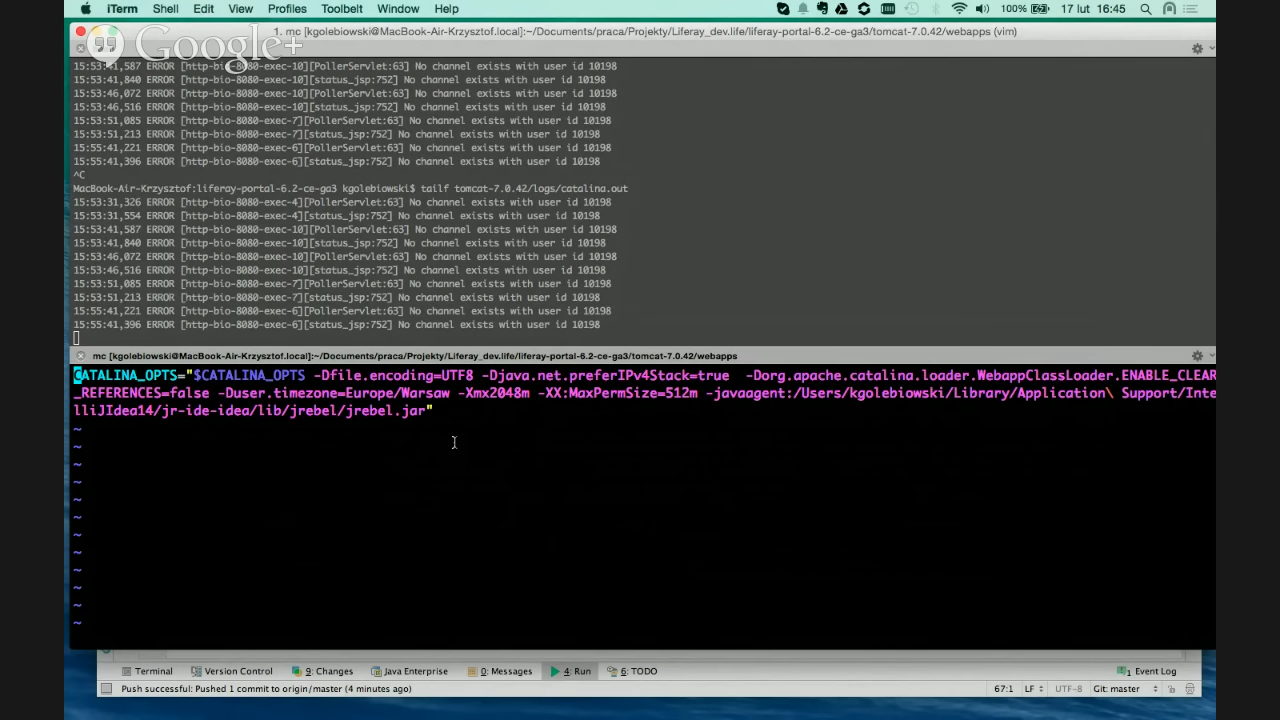 iTerm Shell Edit View Profiles Toolbelt Window Help 100% 17 lut 16:45
Google+
1. mc [kgolebiowski@MacBook-Air-Krzysztof.local]:~/Documents/praca/Projekty/Liferay_dev.life/liferay-portal-6.2-ce-ga3/tomcat-7.0.42/webapps (vim)
15:53:41,587 ERROR [http-bio-8080-exec-10][PollerServlet:63] No channel exists with user id 10198
15:53:41,840 ERROR [http-bio-8080-exec-10][status_jsp:752] No channel exists with user id 10198
15:53:46,072 ERROR [http-bio-8080-exec-10][PollerServlet:63] No channel exists with user id 10198
15:53:46,516 ERROR [http-bio-8080-exec-10][status_jsp:752] No channel exists with user id 10198
15:53:51,085 ERROR [http-bio-8080-exec-7][PollerServlet:63] No channel exists with user id 10198
15:53:51,213 ERROR [http-bio-8080-exec-7][status_jsp:752] No channel exists with user id 10198
15:55:41,221 ERROR [http-bio-8080-exec-6][PollerServlet:63] No channel exists with user id 10198
15:55:41,396 ERROR [http-bio-8080-exec-6][status_jsp:752] No channel exists with user id 10198
^C
MacBook-Air-Krzysztof:liferay-portal-6.2-ce-ga3 kgolebiowski$ tailf tomcat-7.0.42/logs/catalina.out
15:53:31,326 ERROR [http-bio-8080-exec-4][PollerServlet:63] No channel exists with user id 10198
15:53:31,554 ERROR [http-bio-8080-exec-4][status_jsp:752] No channel exists with user id 10198
15:53:41,587 ERROR [http-bio-8080-exec-10][PollerServlet:63] No channel exists with user id 10198
15:53:41,840 ERROR [http-bio-8080-exec-10][status_jsp:752] No channel exists with user id 10198
15:53:46,072 ERROR [http-bio-8080-exec-10][PollerServlet:63] No channel exists with user id 10198
15:53:46,516 ERROR [http-bio-8080-exec-10][status_jsp:752] No channel exists with user id 10198
15:53:51,085 ERROR [http-bio-8080-exec-7][PollerServlet:63] No channel exists with user id 10198
15:53:51,213 ERROR [http-bio-8080-exec-7][status_jsp:752] No channel exists with user id 10198
15:55:41,221 ERROR [http-bio-8080-exec-6][PollerServlet:63] No channel exists with user id 10198
15:55:41,396 ERROR [http-bio-8080-exec-6][status_jsp:752] No channel exists with user id 10198
mc [kgolebiowski@MacBook-Air-Krzysztof.local]:~/Documents/praca/Projekty/Liferay_dev.life/liferay-portal-6.2-ce-ga3/tomcat-7.0.42/webapps
CATALINA_OPTS="$CATALINA_OPTS -Dfile.encoding=UTF8 -Djava.net.preferIPv4Stack=true  -Dorg.apache.catalina.loader.WebappClassLoader.ENABLE_CLEAR
_REFERENCES=false -Duser.timezone=Europe/Warsaw -Xmx2048m -XX:MaxPermSize=512m -javaagent:/Users/kgolebiowski/Library/Application\ Support/Inte
lliJIdea14/jr-ide-idea/lib/jrebel/jrebel.jar"
~
~
~
~
~
~
~
~
~
~
~
~
Terminal Version Control 9: Changes Java Enterprise 0: Messages 4: Run 6: TODO 1 Event Log
Push successful: Pushed 1 commit to origin/master (4 minutes ago) 67:1 LF UTF-8 Git: master